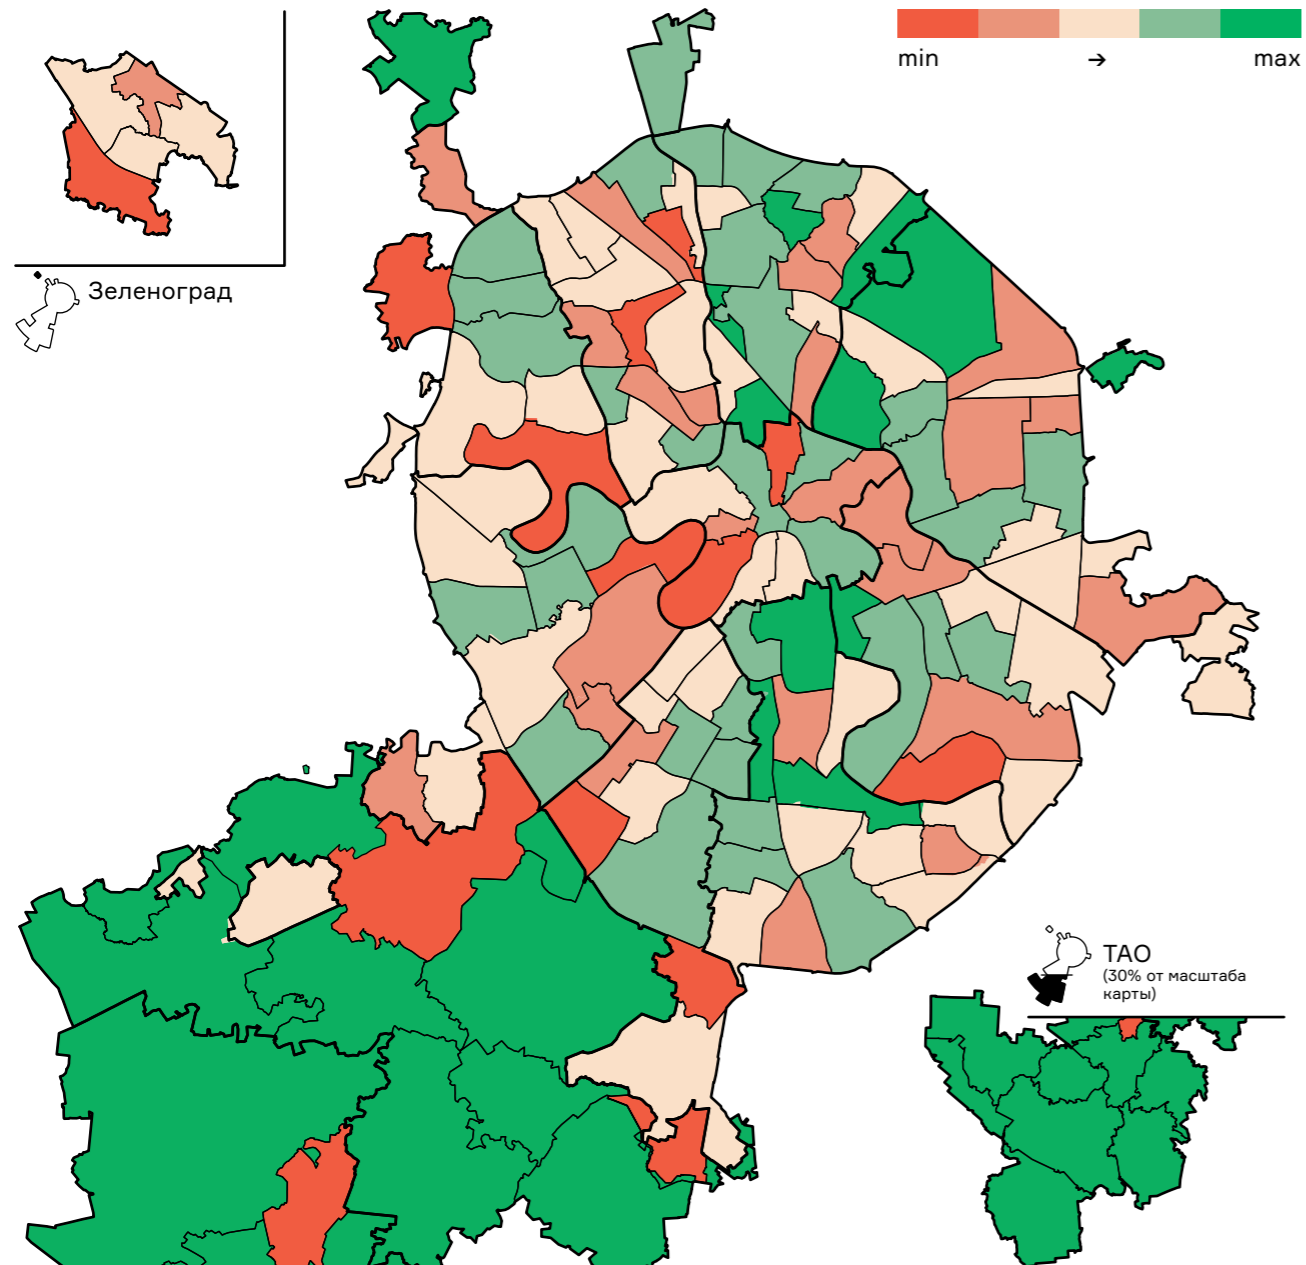 min → max
Зеленоград
ТАО
(30% от масштаба
карты)